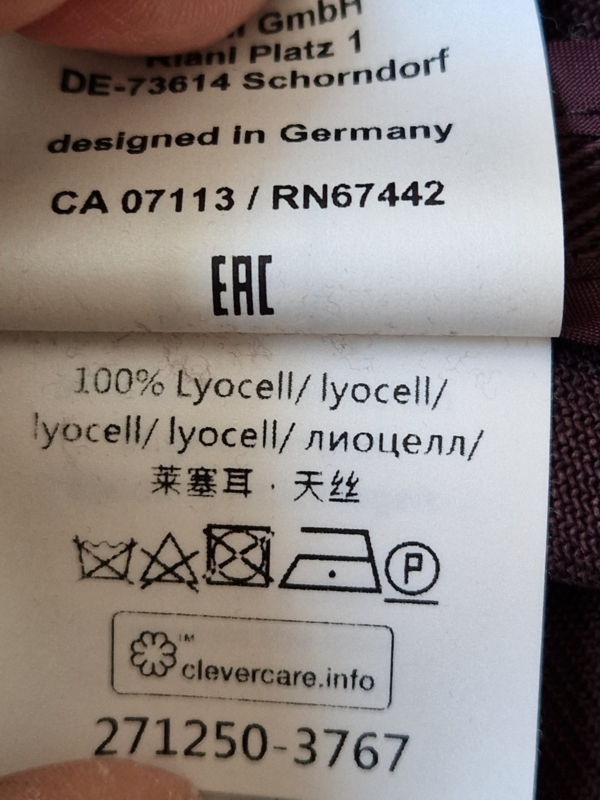 GmbH
Riani Platz 1
DE-73614 Schorndorf
designed in Germany
CA 07113 / RN67442
EAC
100% Lyocell/ lyocell/
lyocell/ lyocell/ лиоцелл/
莱塞耳 · 天丝
P
TM
clevercare.info
271250-3767